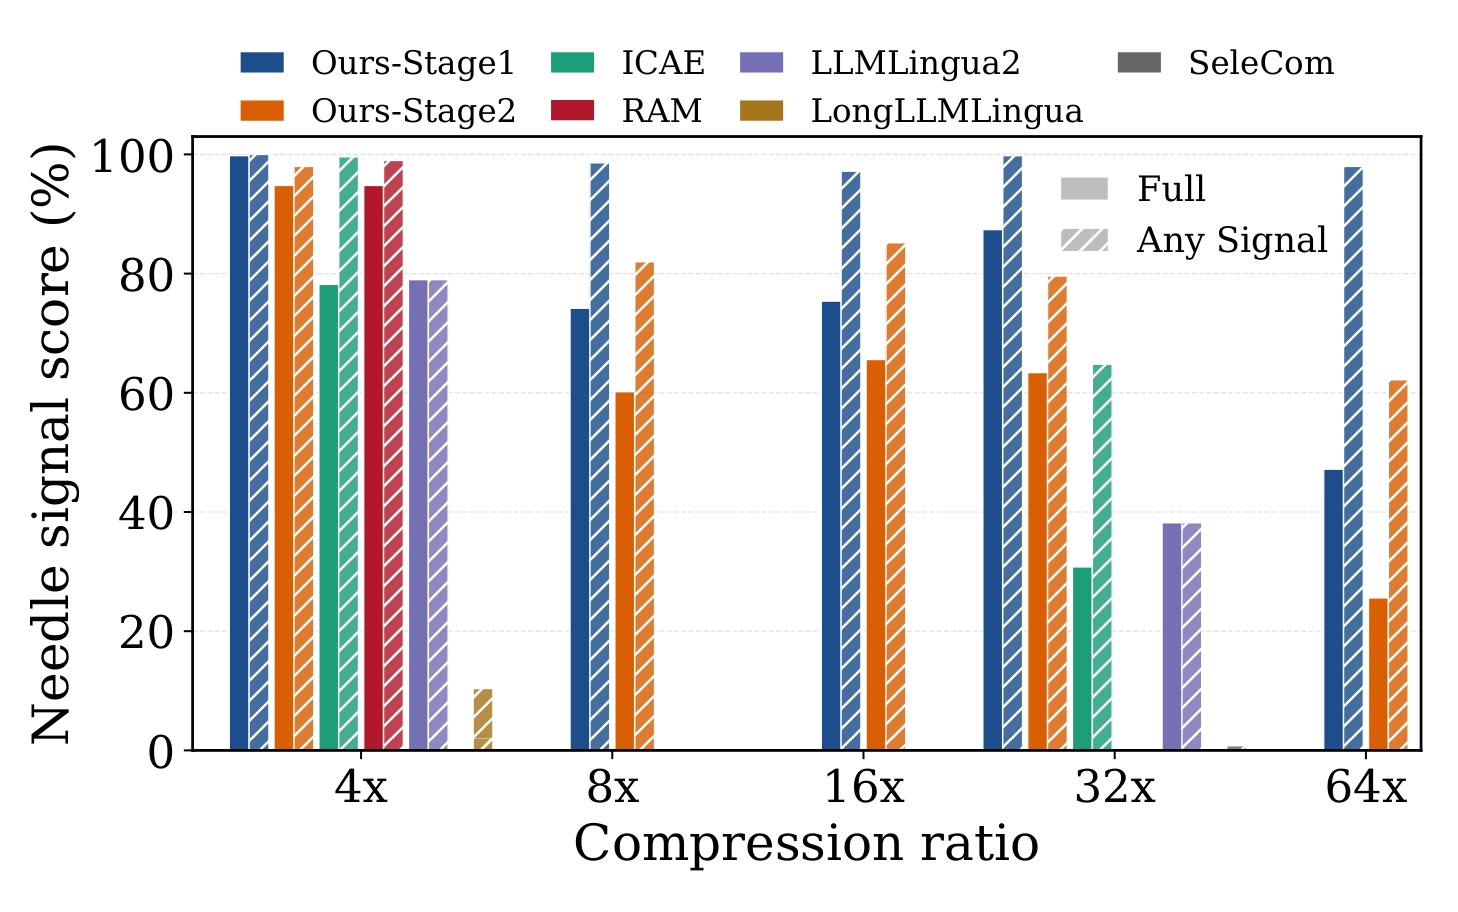 Ours-Stage1 ICAE LLMLingua2 SeleCom
Ours-Stage2 RAM LongLLMLingua
Full
Any Signal
Needle signal score (%)
100
80
60
40
20
0
4x 8x 16x 32x 64x
Compression ratio